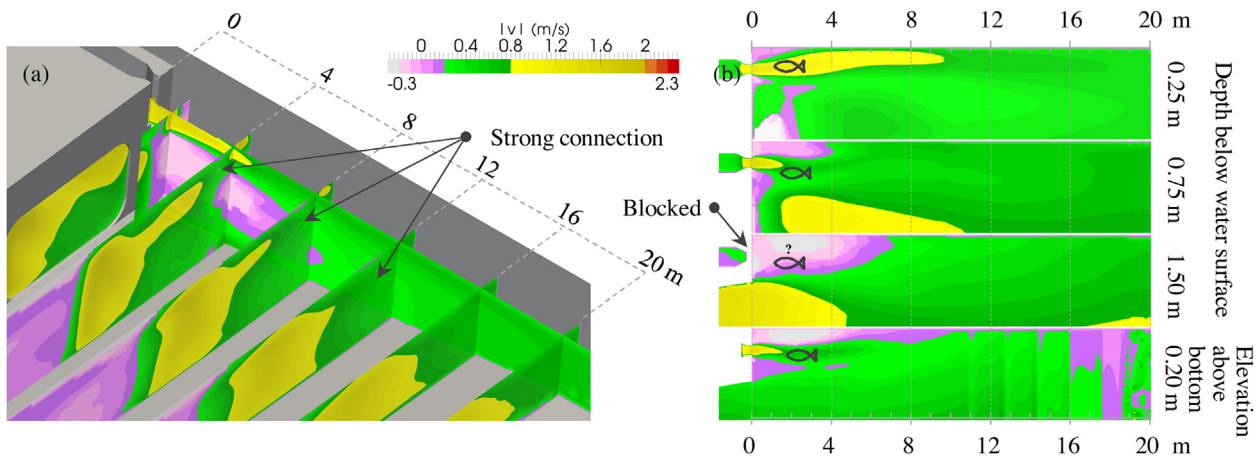 (a)
0
4
8
12
16
20 m
|v| (m/s)
0 0.4 0.8 1.2 1.6 2
-0.3 2.3
Strong connection
Blocked
(b)
0 4 8 12 16 20 m
0.25 m
0.75 m
1.50 m
Depth below water surface
?
0.20 m
Elevation
above
bottom
0 4 8 12 16 20 m